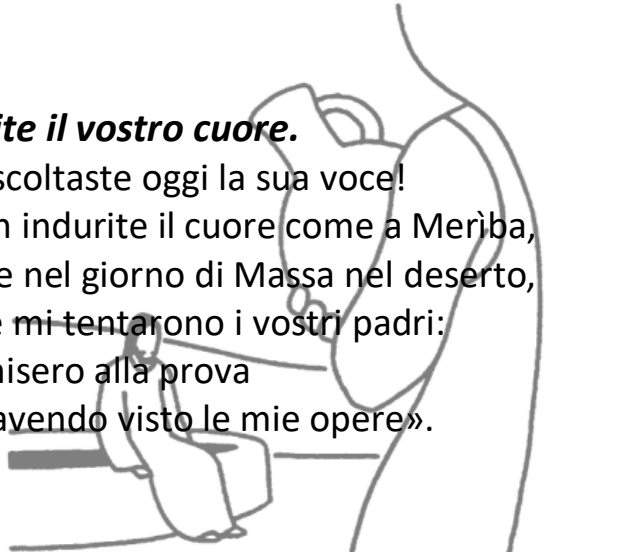 ite il vostro cuore.
scoltaste oggi la sua voce!
n indurite il cuore come a Merìba,
e nel giorno di Massa nel deserto,
e mi tentarono i vostri padri:
nisero alla prova
avendo visto le mie opere».